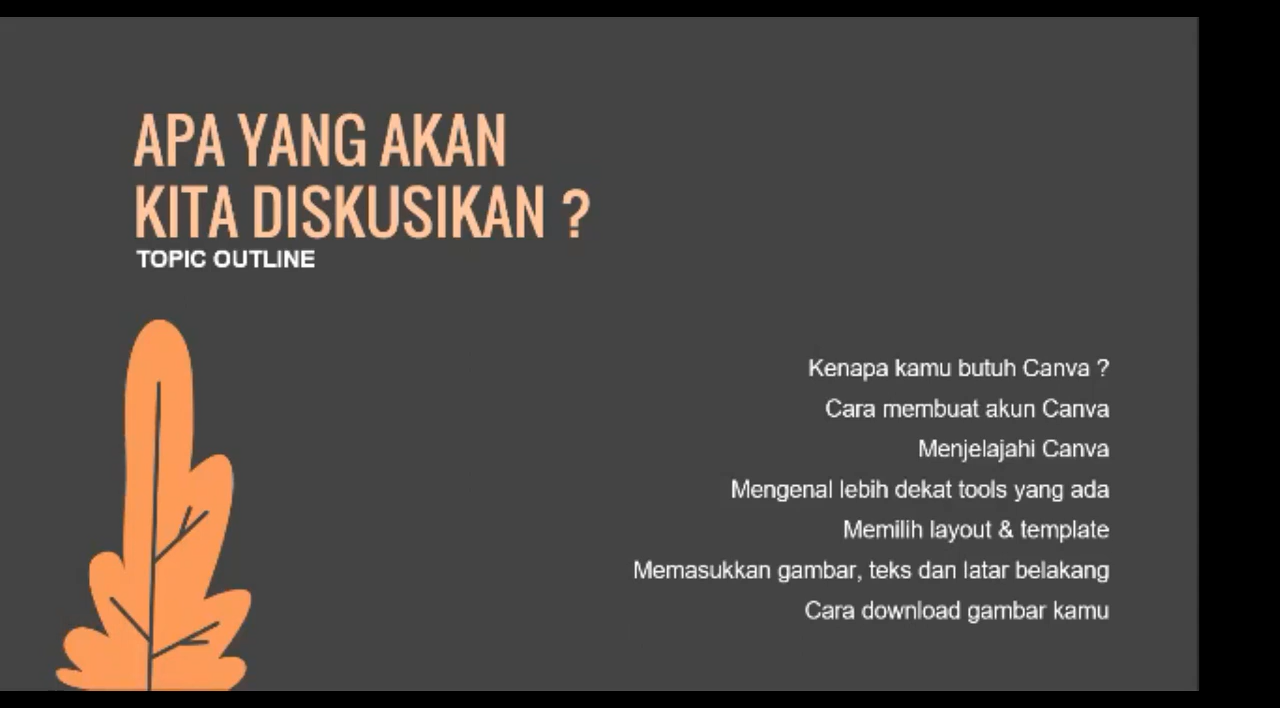 APA YANG AKAN
KITA DISKUSIKAN ?
TOPIC OUTLINE
Kenapa kamu butuh Canva ?
Cara membuat akun Canva
Menjelajahi Canva
Mengenal lebih dekat tools yang ada
Memilih layout & template
Memasukkan gambar, teks dan latar belakang
Cara download gambar kamu